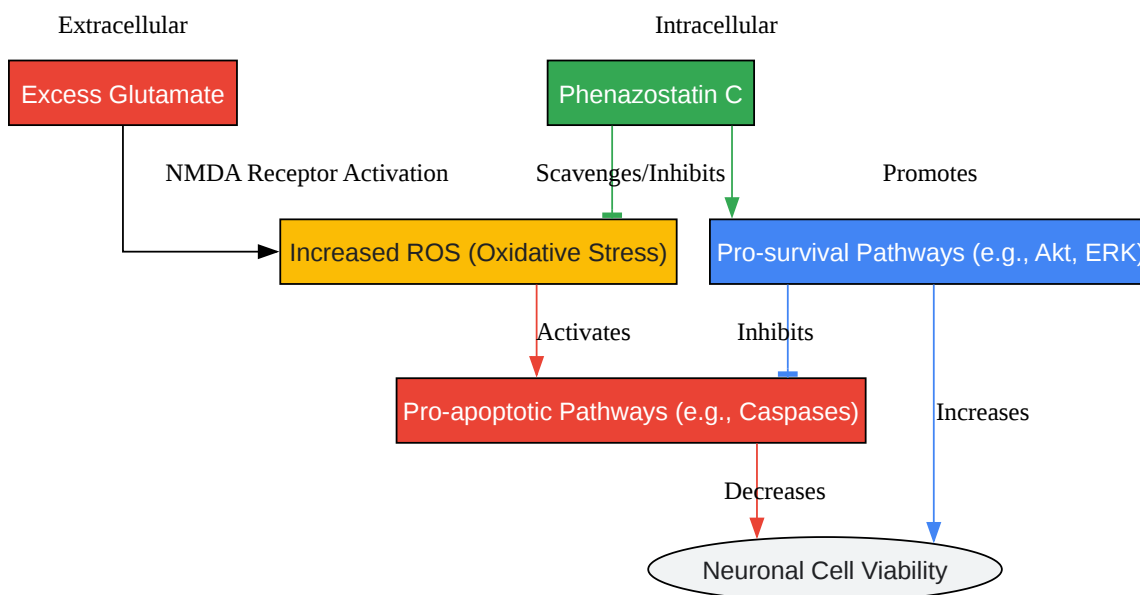 Extracellular
Intracellular
Excess Glutamate
Phenazostatin C
NMDA Receptor Activation
Scavenges/Inhibits
Promotes
Increased ROS (Oxidative Stress)
Pro-survival Pathways (e.g., Akt, ERK)
Activates
Inhibits
Pro-apoptotic Pathways (e.g., Caspases)
Increases
Decreases
Neuronal Cell Viability